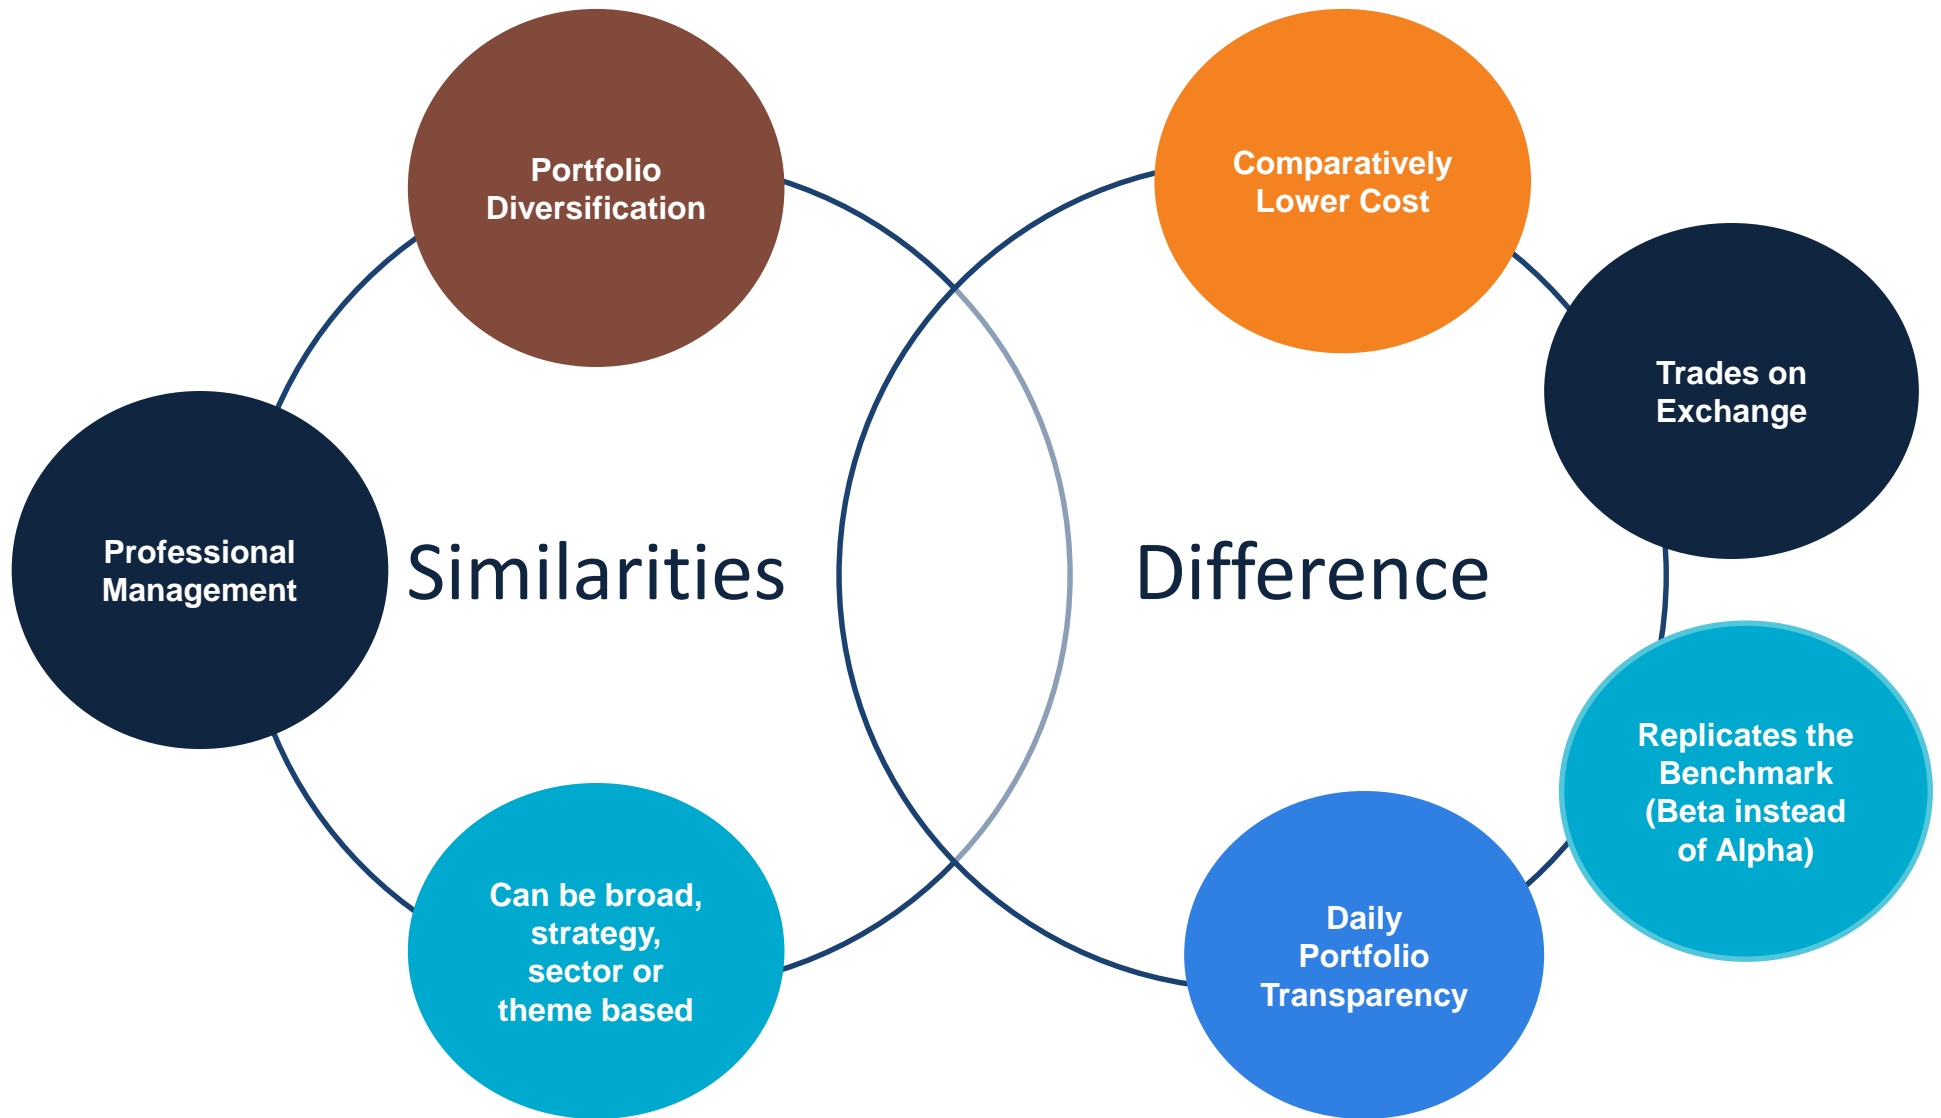 Portfolio
Diversification
Professional
Management
Similarities
Can be broad,
strategy,
sector or
theme based
Comparatively
Lower Cost
Trades on
Exchange
Difference
Replicates the
Benchmark
(Beta instead
of Alpha)
Daily
Portfolio
Transparency